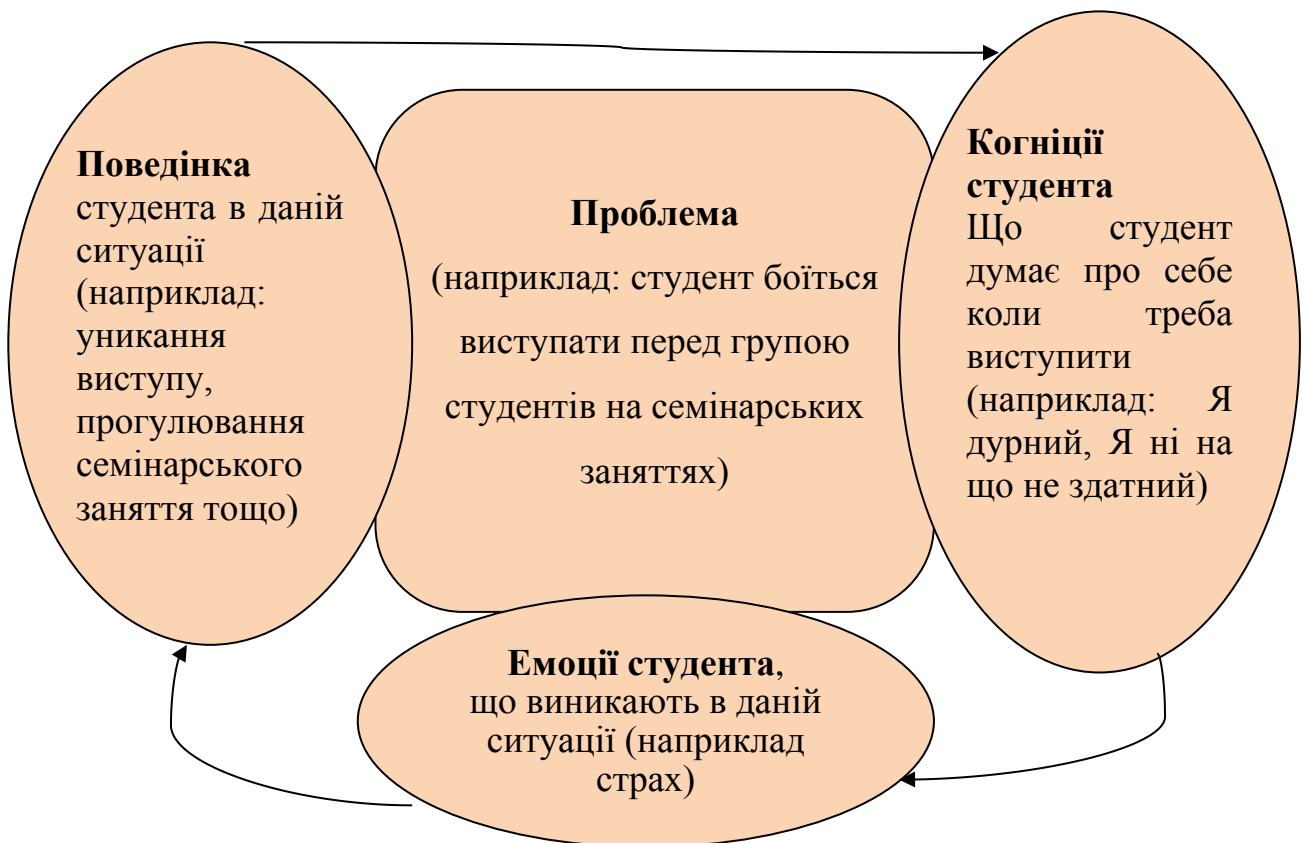 Поведінка
студента в даній
ситуації
(наприклад:
уникання
виступу,
прогулювання
семінарського
заняття тощо)
Проблема
(наприклад: студент боїться
виступати перед групою
студентів на семінарських
заняттях)
Когніції
студента
Що студент
думає про себе
коли треба
виступити
(наприклад: Я
дурний, Я ні на
що не здатний)
Емоції студента,
що виникають в даній
ситуації (наприклад
страх)